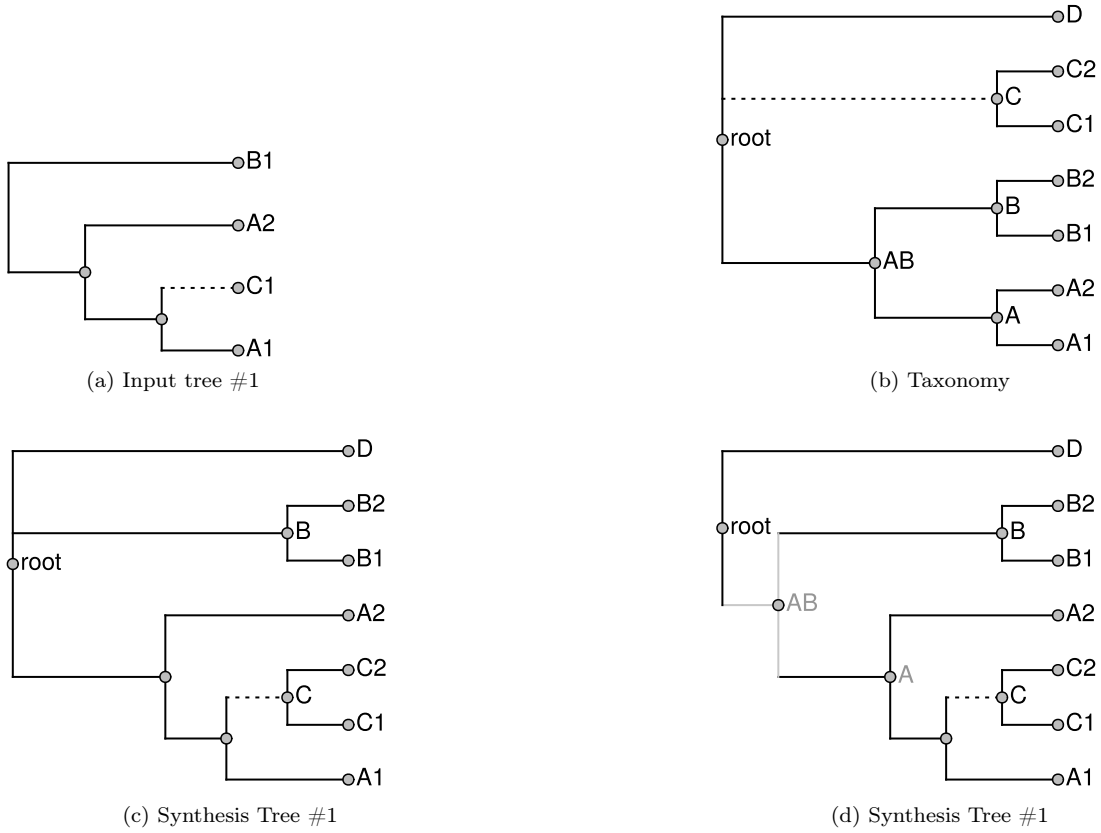 B1
A2
C1
A1
(a) Input tree #1
D
C2
C
C1
root
B2
B
B1
AB
A2
A
A1
(b) Taxonomy
D
B2
B
root
B1
A2
C2
C
C1
A1
(c) Synthesis Tree #1
D
B2
root
B
B1
AB
A2
C2
A
C
C1
A1
(d) Synthesis Tree #1